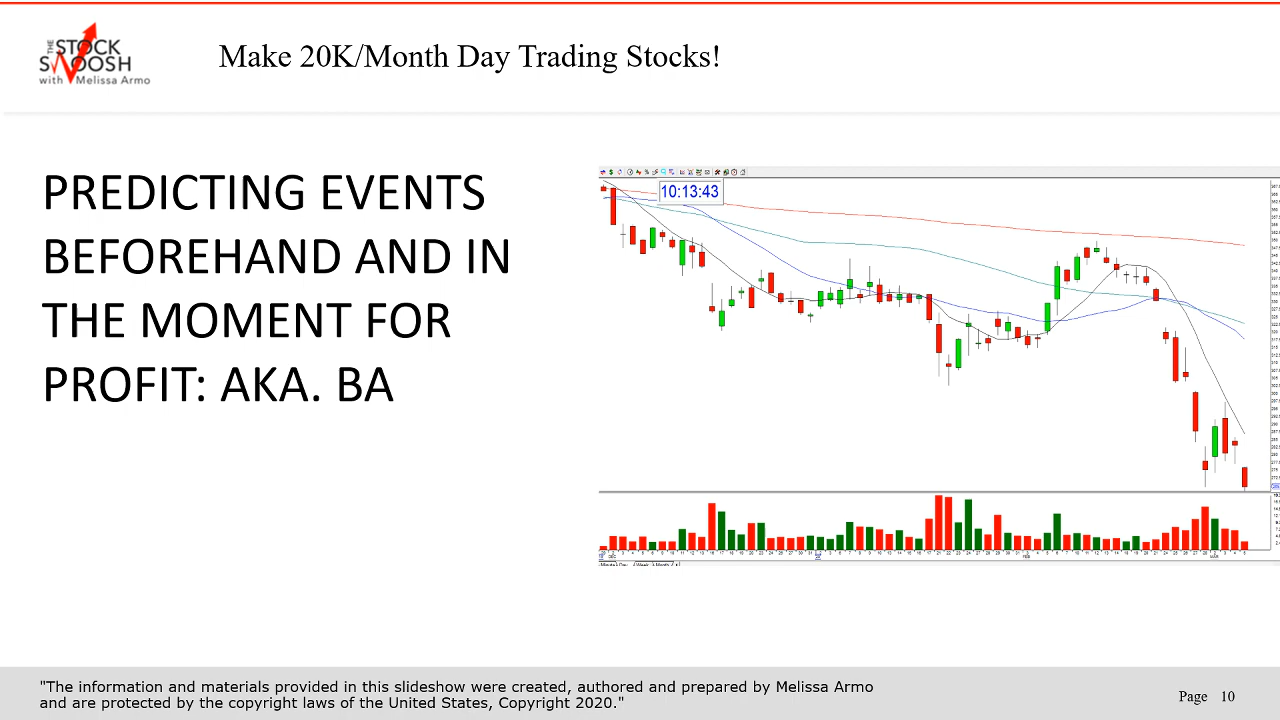 THE
STOCK
SWOOSH
with Melissa Armo
Make 20K/Month Day Trading Stocks!
PREDICTING EVENTS
BEFOREHAND AND IN
THE MOMENT FOR
PROFIT: AKA. BA
10:13:43
"The information and materials provided in this slideshow were created, authored and prepared by Melissa Armo
and are protected by the copyright laws of the United States, Copyright 2020."
Page 10